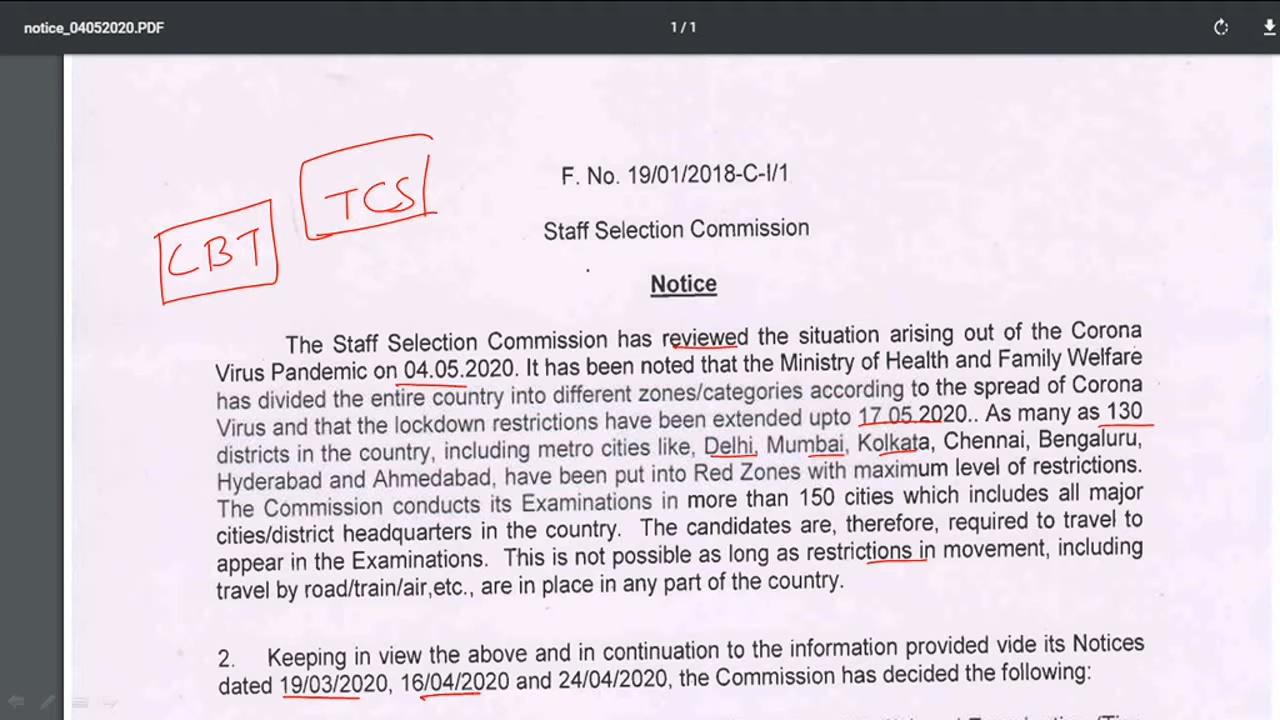 notice_04052020.PDF
1 / 1
TCS
CBT
F. No. 19/01/2018-C-I/1
Staff Selection Commission
Notice
The Staff Selection Commission has reviewed the situation arising out of the Corona
Virus Pandemic on 04.05.2020. It has been noted that the Ministry of Health and Family Welfare
has divided the entire country into different zones/categories according to the spread of Corona
Virus and that the lockdown restrictions have been extended upto 17.05.2020.. As many as 130
districts in the country, including metro cities like, Delhi, Mumbai, Kolkata, Chennai, Bengaluru,
Hyderabad and Ahmedabad, have been put into Red Zones with maximum level of restrictions.
The Commission conducts its Examinations in more than 150 cities which includes all major
cities/district headquarters in the country. The candidates are, therefore, required to travel to
appear in the Examinations. This is not possible as long as restrictions in movement, including
travel by road/train/air,etc., are in place in any part of the country.
2. Keeping in view the above and in continuation to the information provided vide its Notices
dated 19/03/2020, 16/04/2020 and 24/04/2020, the Commission has decided the following: